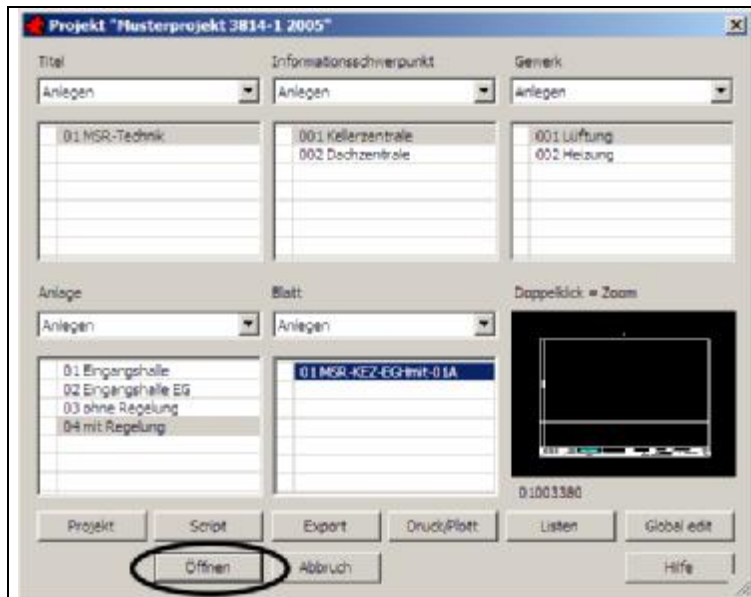 Projekt "Musterprojekt 3814-1 2005"
Titel
Informationsschwerpunkt
Gewerk
Anlegen
Anlegen
Anlegen
01 MSR-Technik
001 Kellerzentrale
002 Dachzentrale
001 Lüftung
002 Heizung
Anlage
Blatt
Doppelklick = Zoom
Anlegen
Anlegen
01 Eingangshalle
02 Eingangshalle EG
03 ohne Regelung
04 mit Regelung
01 MSR-KEZ-EGHmit-01A
01003380
Projekt
Script
Export
Druck/Plott
Listen
Global edit
Öffnen
Abbruch
Hilfe